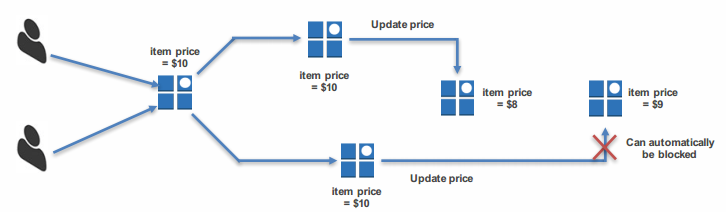 item price
= $10
item price
= $10
Update price
item price
= $8
item price
= $9
Can automatically
be blocked
item price
= $10
Update price